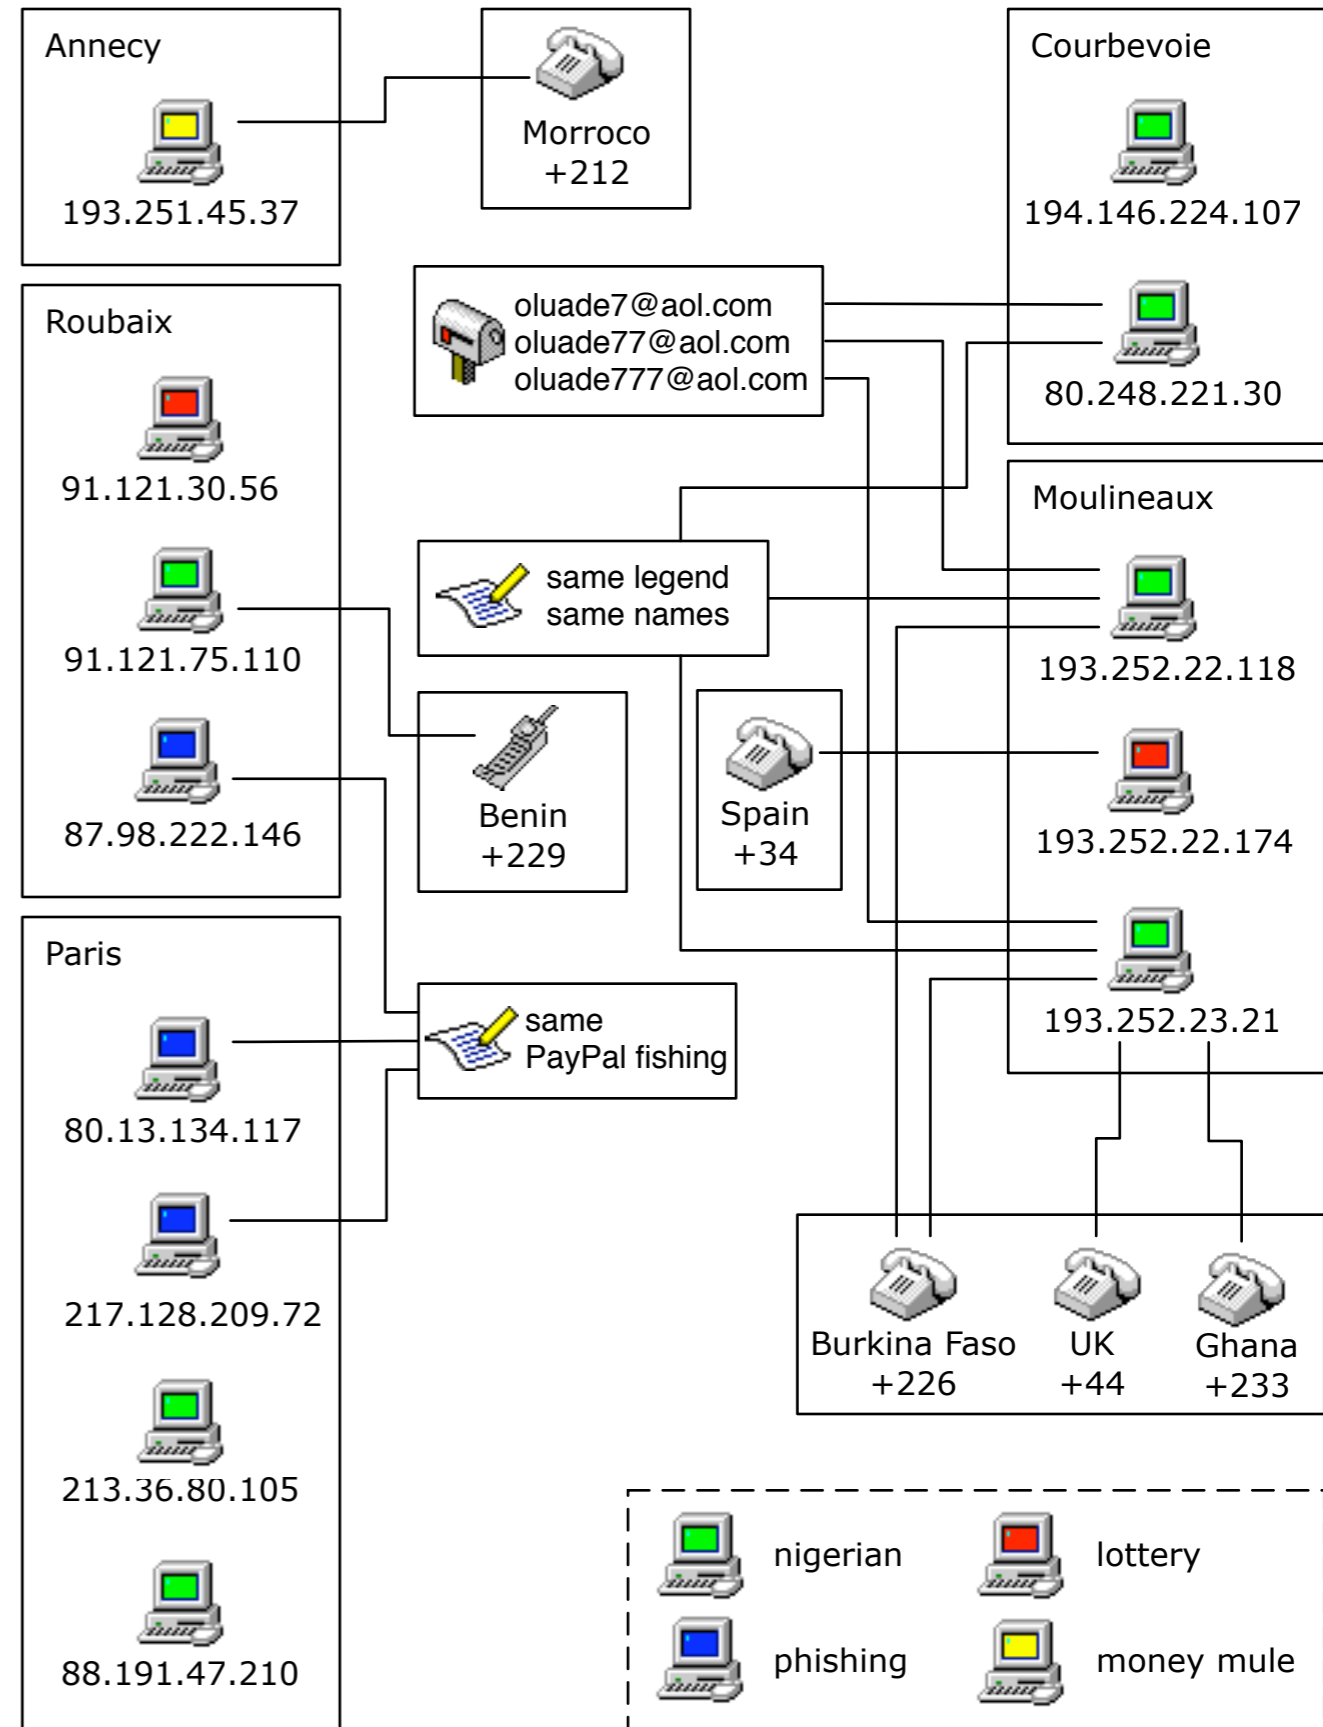 Annecy
193.251.45.37
Morroco
+212
Courbevoie
194.146.224.107
80.248.221.30
oluade7@aol.com
oluade77@aol.com
oluade777@aol.com
Roubaix
91.121.30.56
91.121.75.110
87.98.222.146
same legend
same names
Moulineaux
193.252.22.118
193.252.22.174
193.252.23.21
Benin
+229
Spain
+34
Paris
80.13.134.117
217.128.209.72
213.36.80.105
88.191.47.210
same
PayPal fishing
Burkina Faso
+226
UK
+44
Ghana
+233
nigerian
lottery
phishing
money mule